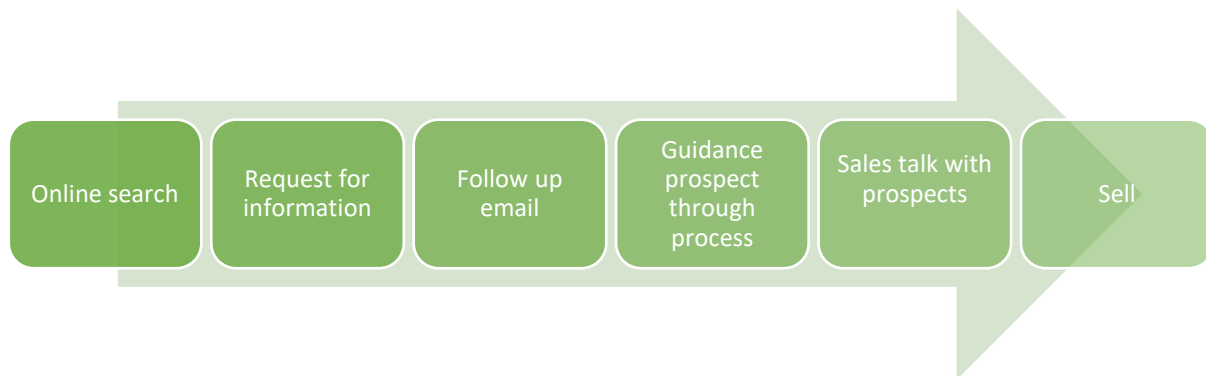 Online search
Request for
information
Follow up
email
Guidance
prospect
through
process
Sales talk with
prospects
Sell